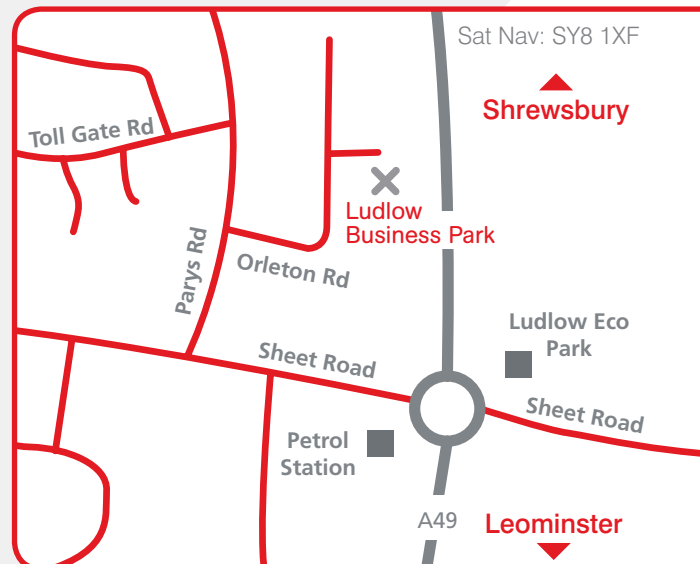 Sat Nav: SY8 1XF
Shrewsbury
Toll Gate Rd
Ludlow
Business Park
Parys Rd
Orleton Rd
Ludlow Eco
Park
Sheet Road
Sheet Road
Petrol
Station
A49
Leominster